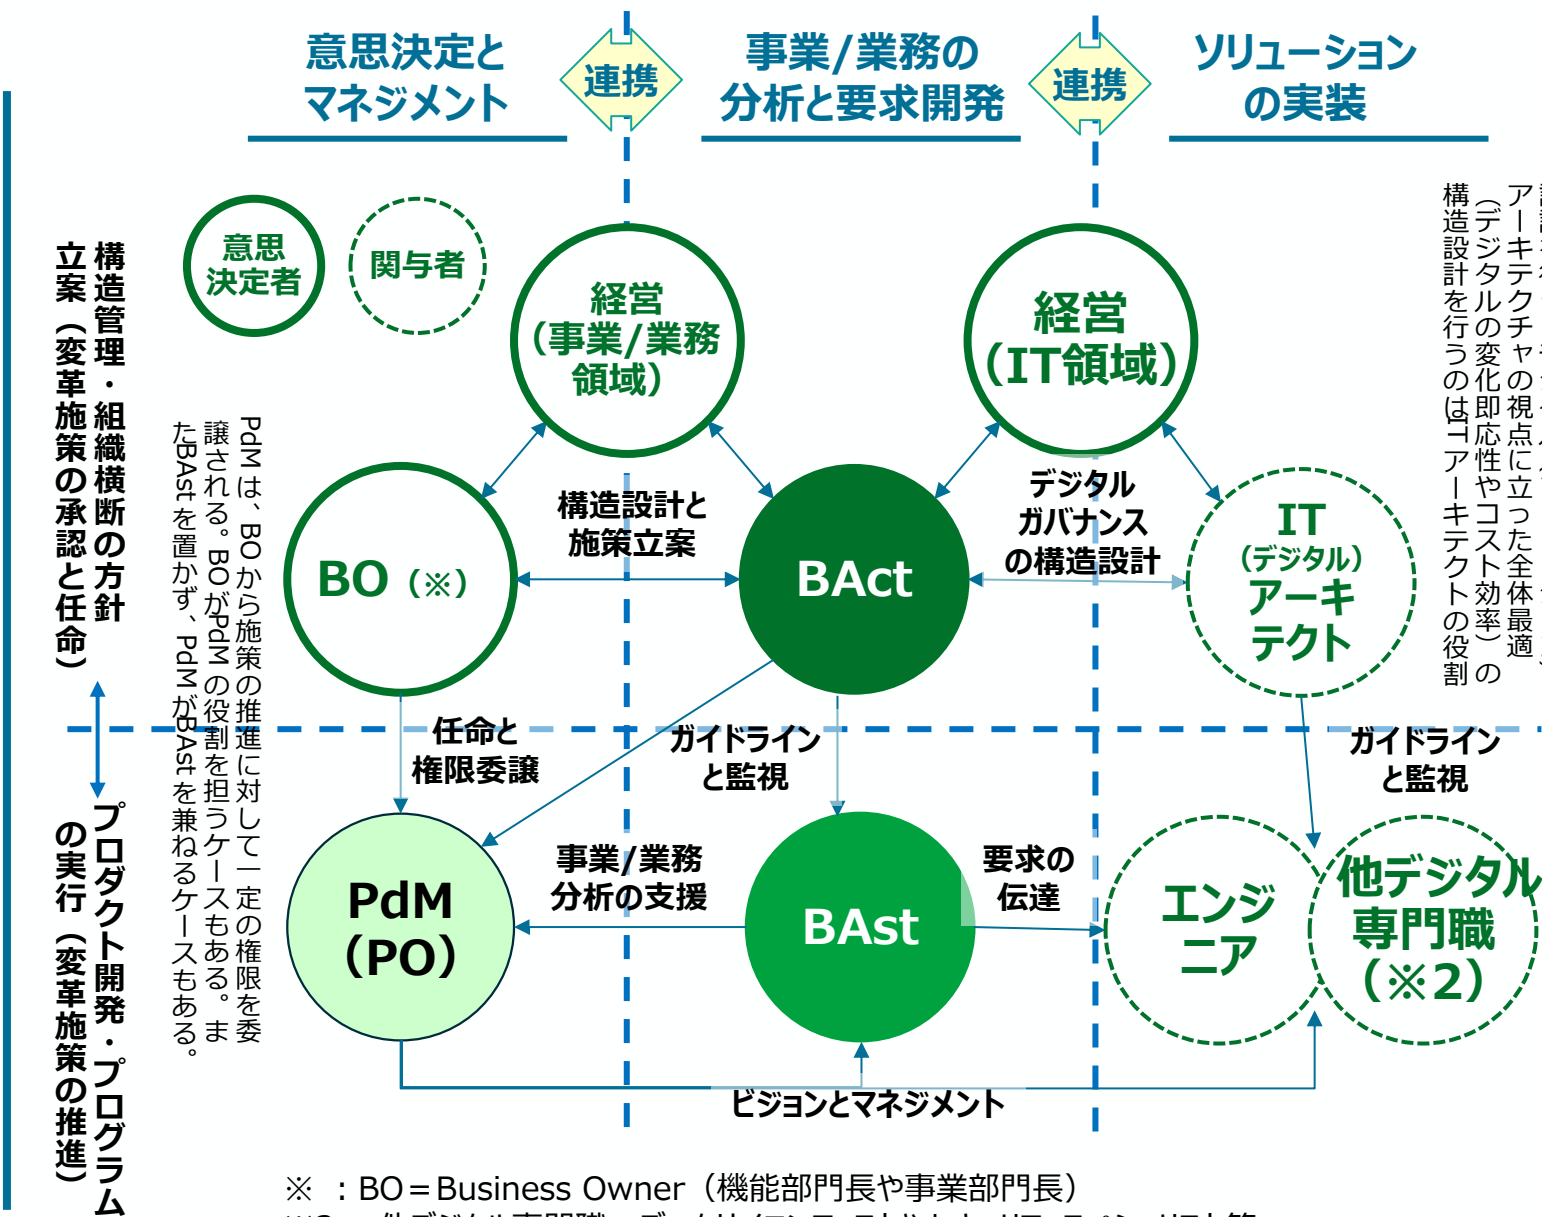 意思決定と
マネジメント
連携
事業/業務の
分析と要求開発
連携
ソリューション
の実装
構造管理・組織横断の方針
立案（変革施策の承認と任命）
意思
決定者
関与者
経営
（事業/業務
領域）
経営
（IT領域）
アーキテクチャの視点に立った全体最適
（デジタルの変化即応性やコスト効率）の
構造設計を行うのはITアーキテクトの役割
BO（※）
構造設計と
施策立案
BAct
デジタル
ガバナンス
の構造設計
IT
（デジタル）
アーキ
テクト
PdMは、BOから施策の推進に対して一定の権限を委
譲される。BOがPdMの役割を担うケースもある。ま
たBAstを置かず、PdMがBAstを兼ねるケースもある。
任命と
権限委譲
ガイドライン
と監視
ガイドライン
と監視
プロダクト開発・プログラム
の実行（変革施策の推進）
PdM
（PO）
事業/業務
分析の支援
BAst
要求の
伝達
エンジ
ニア
他デジタル
専門職
（※2）
ビジョンとマネジメント
※ ：BO＝Business Owner（機能部門長や事業部門長）